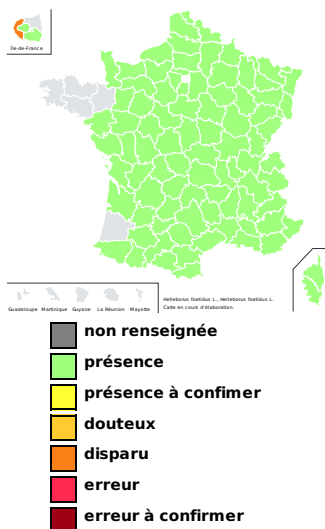 Île-de-France
Guadeloupe Martinique Guyane La Réunion Mayotte
Helleborus foetidus L., Helleborus foetidus L.
Carte en cours d'élaboration.
non renseignée
présence
présence à confimer
douteux
disparu
erreur
erreur à confirmer